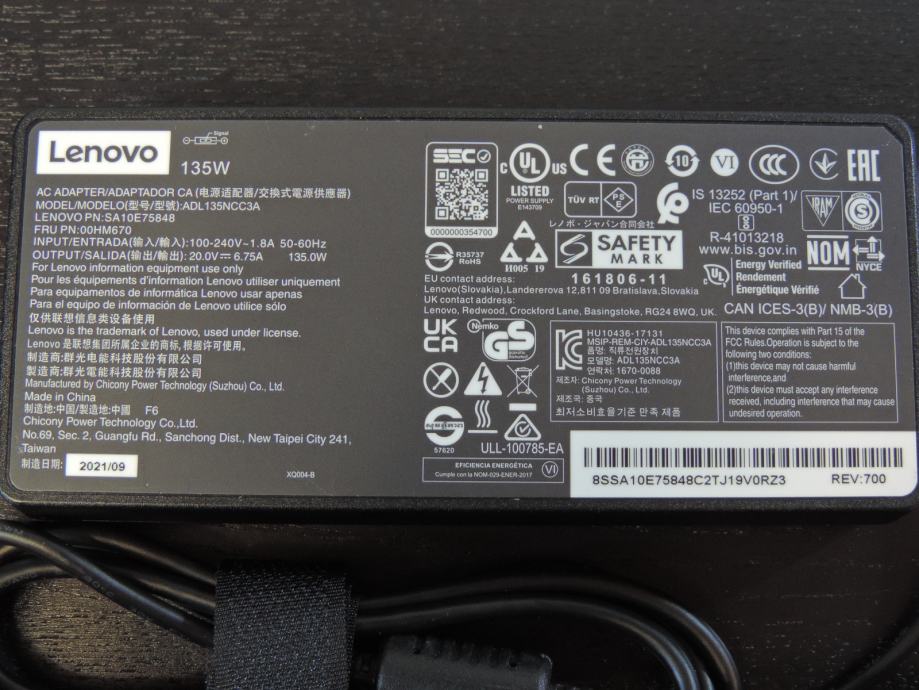 Lenovo
Signal
135W
AC ADAPTER/ADAPTADOR CA (电源适配器/交換式電源供應器)
MODEL/MODELO(型号/型號): ADL135NCC3A
LENOVO PN:SA10E75848
FRU PN:00HM670
INPUT/ENTRADA(输入/輸入):100-240V~1.8A 50-60Hz
OUTPUT/SALIDA(输出/輸出): 20.0V⎓ 6.75A 135.0W
For Lenovo information equipment use only
Pour les équipements d'information Lenovo utiliser uniquement
Para equipamentos de informática Lenovo usar apenas
Para el equipo de información de Lenovo utilice sólo
仅供联想信息类设备使用
Lenovo is the trademark of Lenovo, used under license.
Lenovo 是联想集团所属企业的商标，根据许可使用。
制造商：群光电能科技股份有限公司
製造商：群光電能科技股份有限公司
Manufactured by Chicony Power Technology (Suzhou) Co., Ltd.
Made in China
制造地:中国/製造地:中國 F6
Chicony Power Technology Co.,Ltd.
No.69, Sec. 2, Guangfu Rd., Sanchong Dist., New Taipei City 241,
Taiwan
制造日期: 2021/09
XQ004-B
SEC
0000000354700
c UL US
LISTED
POWER SUPPLY
E143709
CE
10
VI
CCC
EAC
TÜV RT
PSE
レノボ・ジャパン合同会社
IS 13252 (Part 1)/
IEC 60950-1
R-41013218
www.bis.gov.in
IRAM
S
R35737
RoHS
H005 19
S SAFETY
MARK
161806-11
UL
Energy Verified
Rendement
Énergétique Vérifié
NOM
NYCE
EU contact address:
Lenovo(Slovakia),Landererova 12,811 09 Bratislava,Slovakia
UK contact address:
Lenovo, Redwood, Crockford Lane, Basingstoke, RG24 8WQ, UK.
CAN ICES-3(B)/ NMB-3(B)
UK
CA
Nemko
GS
57620
ULL-100785-EA
EFICIENCIA ENERGÉTICA
Cumple con la NOM-029-ENER-2017
VI
HU10436-17131
MSIP-REM-CIY-ADL135NCC3A
품명: 직류전원장치
모델명: ADL135NCC3A
연락처: 1670-0088
제조자: Chicony Power Technology
(Suzhou) Co., Ltd.
제조국: 중국
최저소비효율기준 만족 제품
This device complies with Part 15 of the
FCC Rules.Operation is subject to the
following two conditions:
(1)this device may not cause harmful
interference,and
(2)this device must accept any interference
received, including interference that may cause
undesired operation.
8SSA10E75848C2TJ19V0RZ3
REV:700